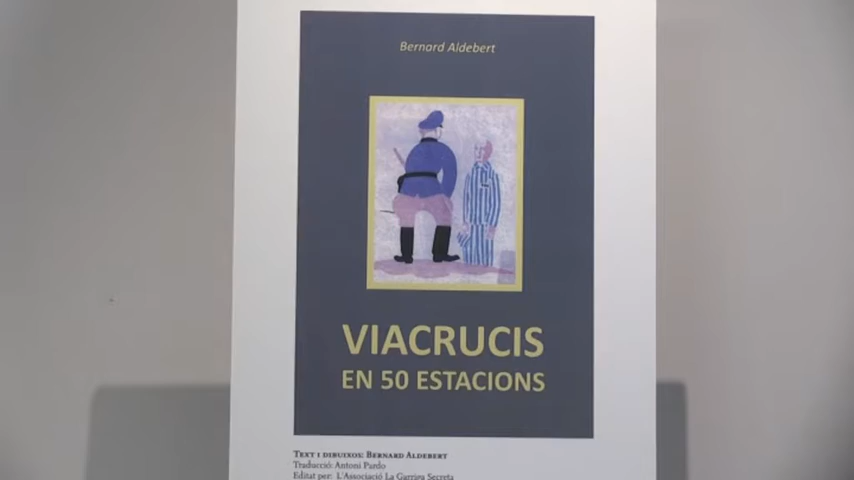 Bernard Aldebert
VIACRUCIS
EN 50 ESTACIONS
Text i dibuixos: Bernard Aldebert
Traducció: Antoni Pardo
Editat per: L'Associació La Garriga Secreta